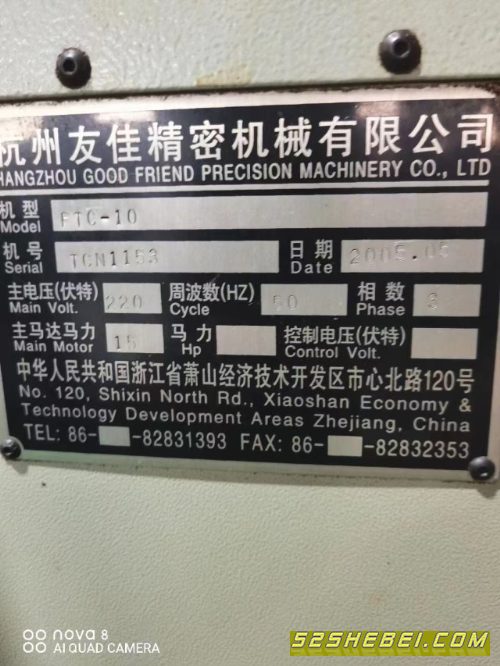 杭州友佳精密机械有限公司
HANGZHOU GOOD FRIEND PRECISION MACHINERY CO., LTD
机型 Model FTC-10
机号 Serial TCN1153 日期 Date 2005.05
主电压(伏特) Main Volt. 220 周波数(HZ) Cycle 50 相数 Phase 3
主马达马力 Main Motor 15 马力 Hp 控制电压(伏特) Control Volt.
中华人民共和国浙江省萧山经济技术开发区市心北路120号
No. 120, Shixin North Rd., Xiaoshan Economy &
Technology Development Areas Zhejiang, China
TEL: 86- -82831393 FAX: 86- -82832353
nova 8
AI QUAD CAMERA
52SHEBEI.COM